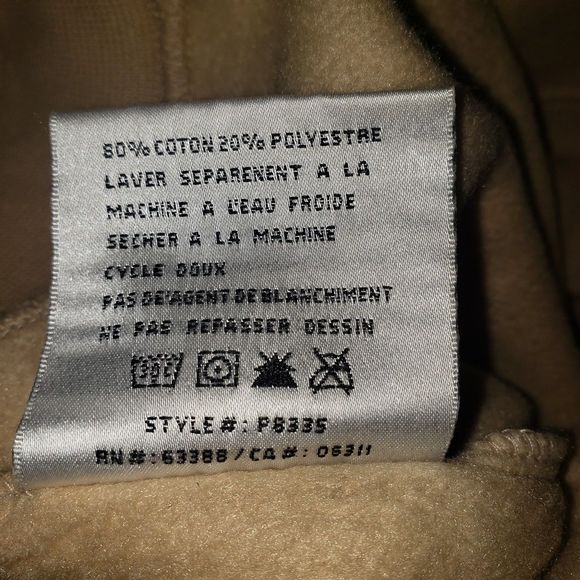 80% COTON 20% POLYESTRE
LAVER SEPARENENT A LA
MACHINE A L'EAU FROIDE
SECHER A LA MACHINE
CYCLE DOUX
PAS DE'AGENT DE BLANCHIMENT
NE PAS REPASSER DESSIN
30C
STYLE #: P8335
RN #: 63388 / CA #: 06311